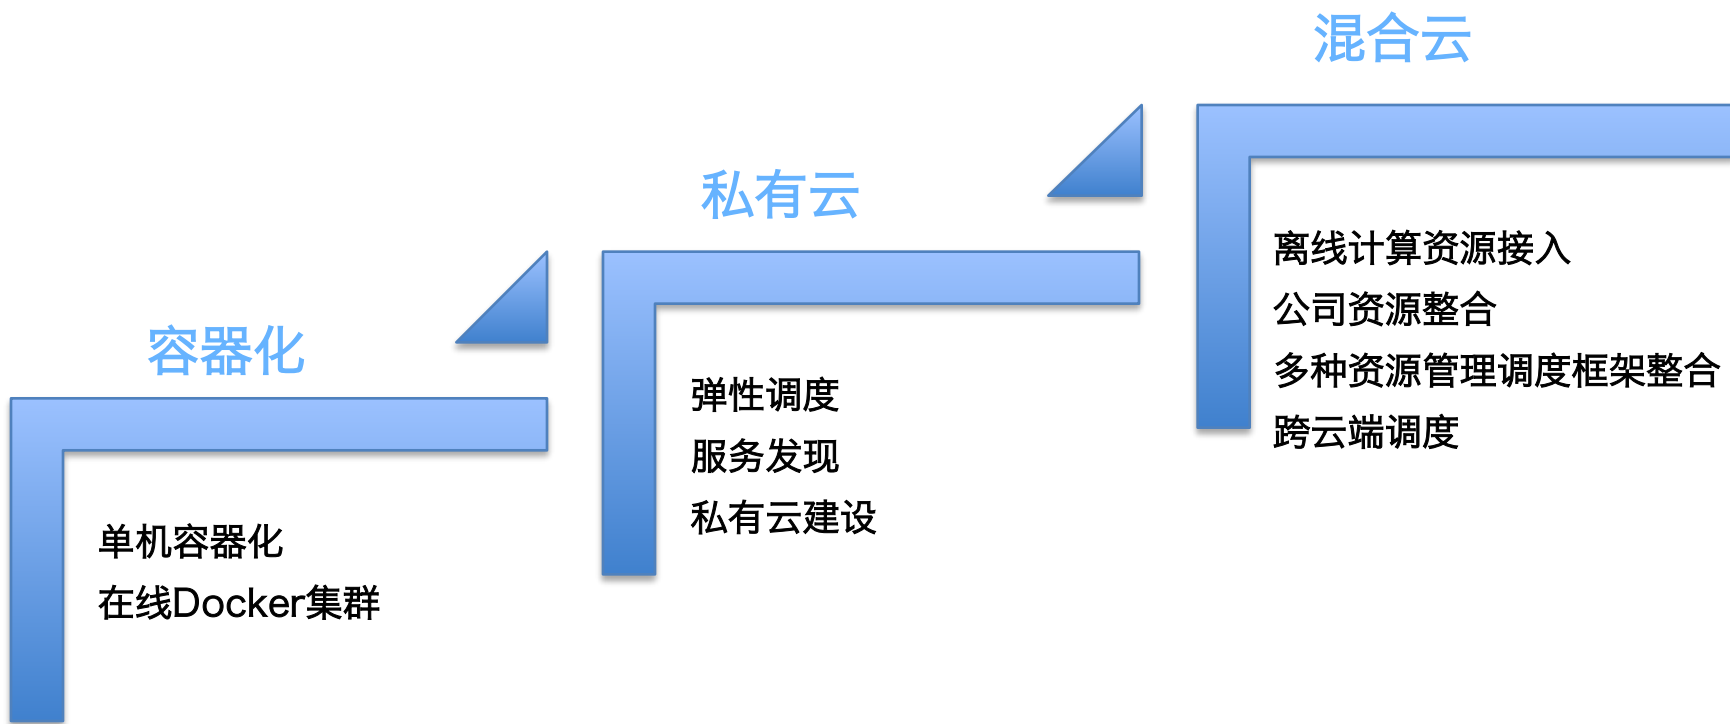 容器化
单机容器化
在线Docker集群
私有云
弹性调度
服务发现
私有云建设
混合云
离线计算资源接入
公司资源整合
多种资源管理调度框架整合
跨云端调度